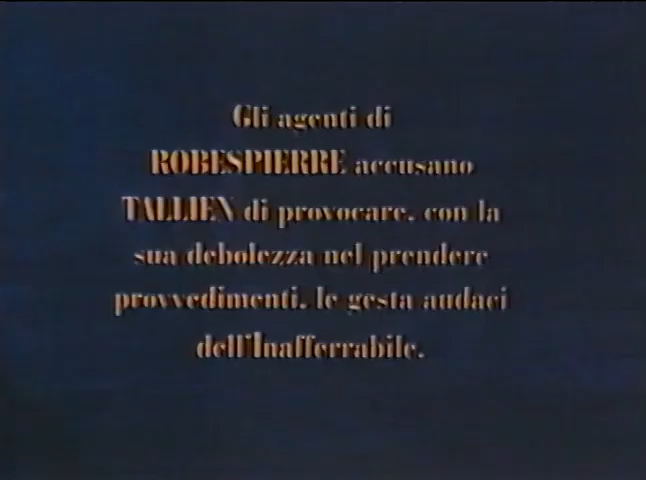 Gli agenti di
ROBESPIERRE accusano
TALLIEN di provocare, con la
sua debolezza nel prendere
provvedimenti, le gesta audaci
dell'Inafferrabile.